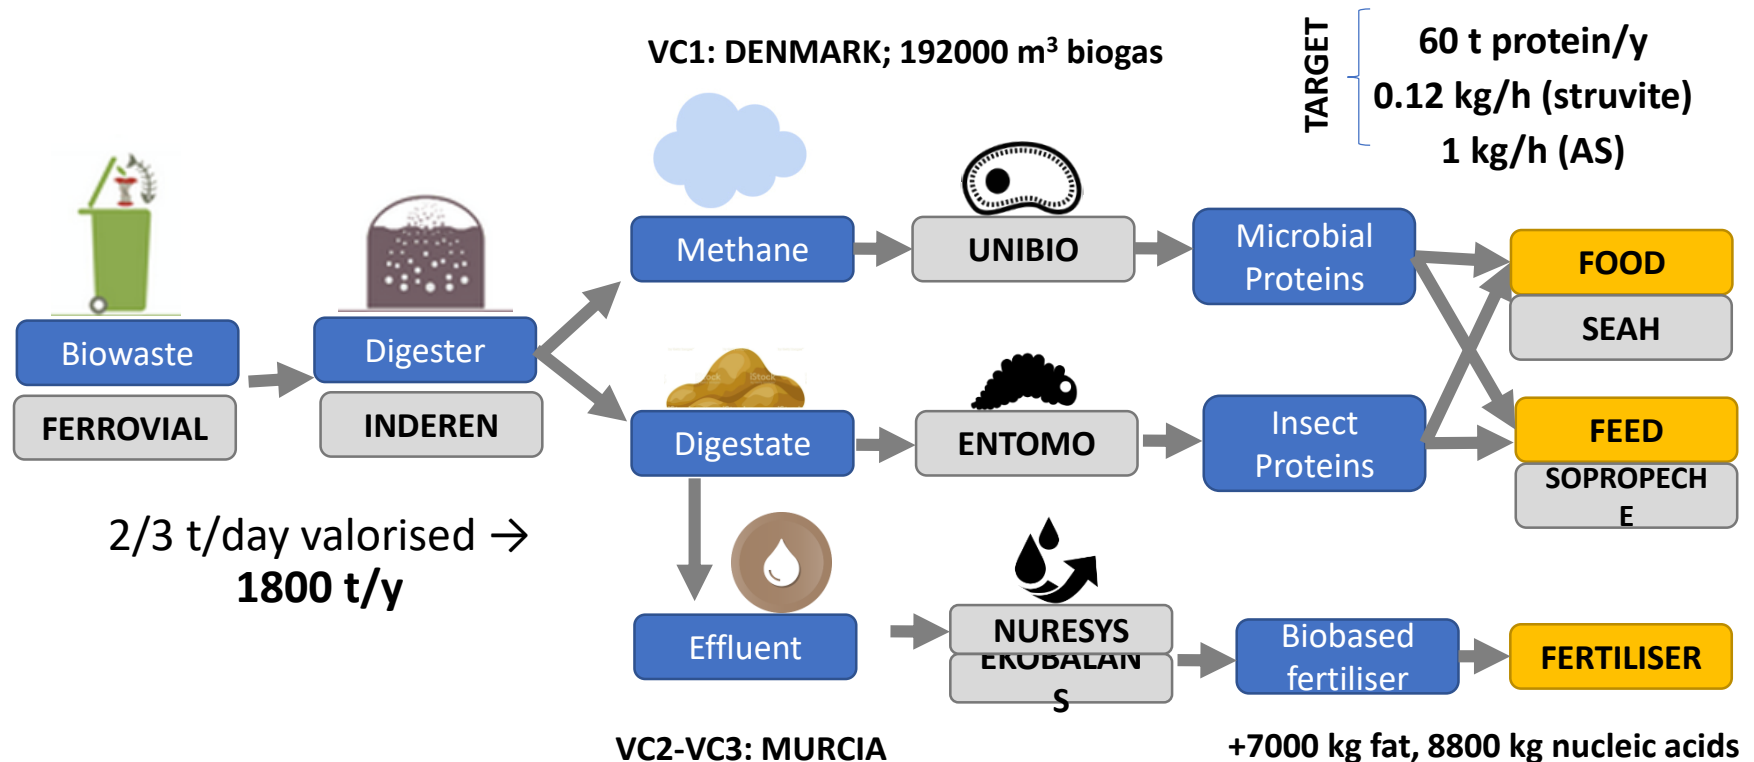 VC1: DENMARK; 192000 m³ biogas
TARGET
60 t protein/y
0.12 kg/h (struvite)
1 kg/h (AS)
Biowaste
FERROVIAL
Digester
INDEREN
2/3 t/day valorised →
1800 t/y
Methane
UNIBIO
Microbial
Proteins
FOOD
SEAH
iStock
Digestate
ENTOMO
Insect
Proteins
FEED
SOPROPECH
E
Effluent
NURESYS
EKOBALAN
S
Biobased
fertiliser
FERTILISER
VC2-VC3: MURCIA
+7000 kg fat, 8800 kg nucleic acids